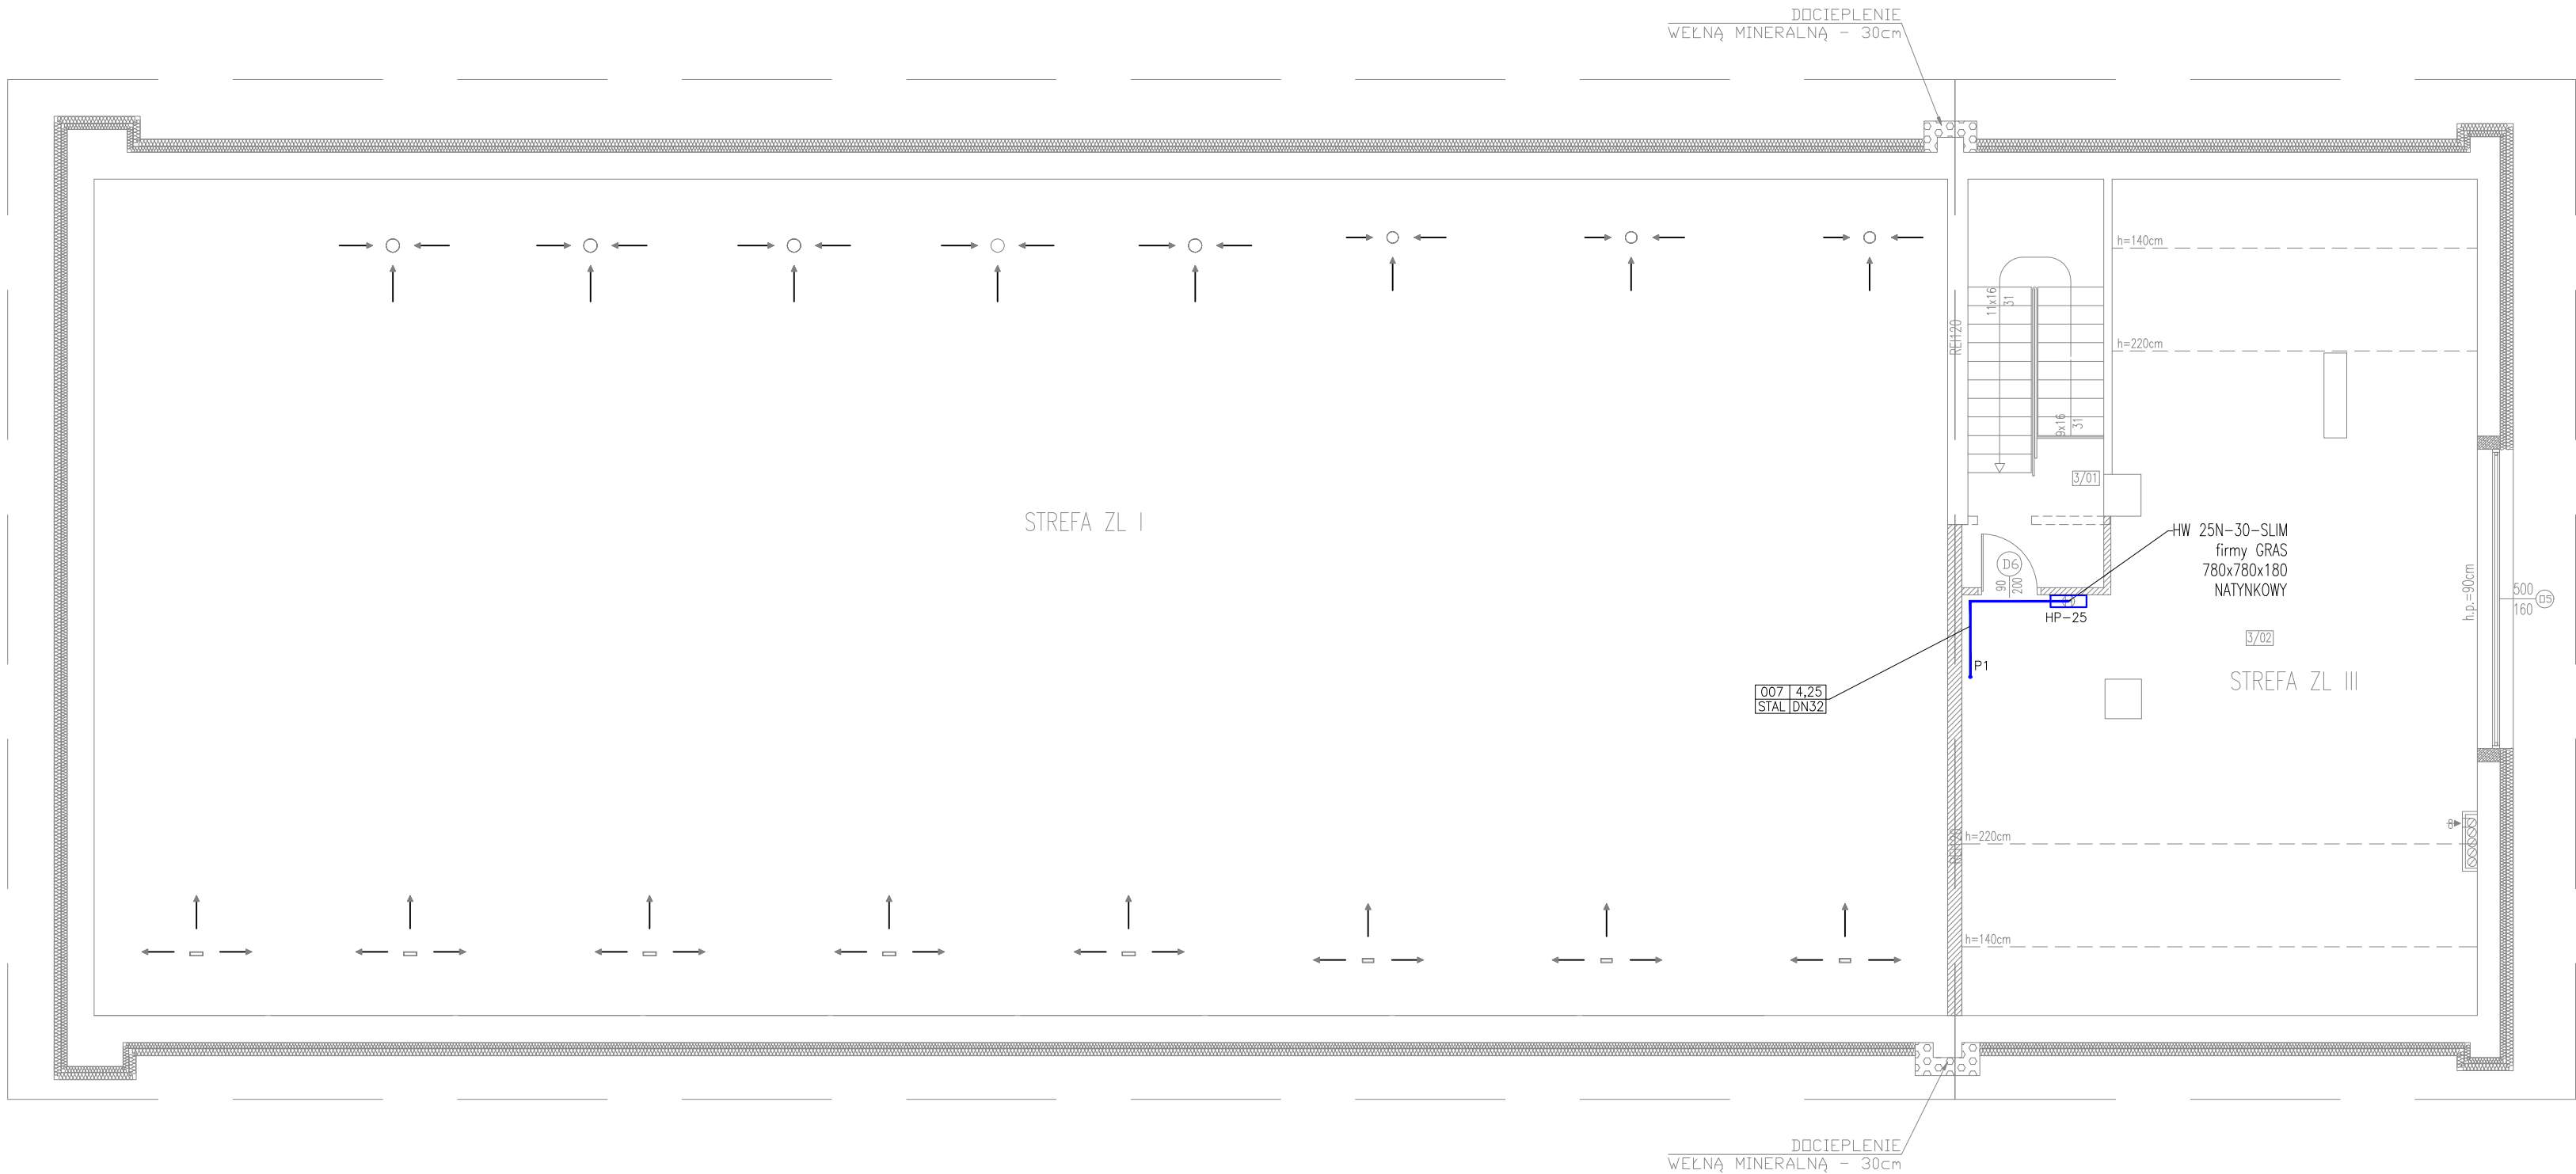 DOCIEPLENIE
WEŁNĄ MINERALNĄ - 30cm
h=140cm
11x16
31
REI120
h=220cm
9x16
31
3/01
STREFA ZL I
HW 25N-30-SLIM
firmy GRAS
780x780x180
NATYNKOWY
D6
90
200
h.p.=90cm
500
160
O5
HP-25
3/02
P1
STREFA ZL III
007 4,25
STAL DN32
h=220cm
h=140cm
DOCIEPLENIE
WEŁNĄ MINERALNĄ - 30cm